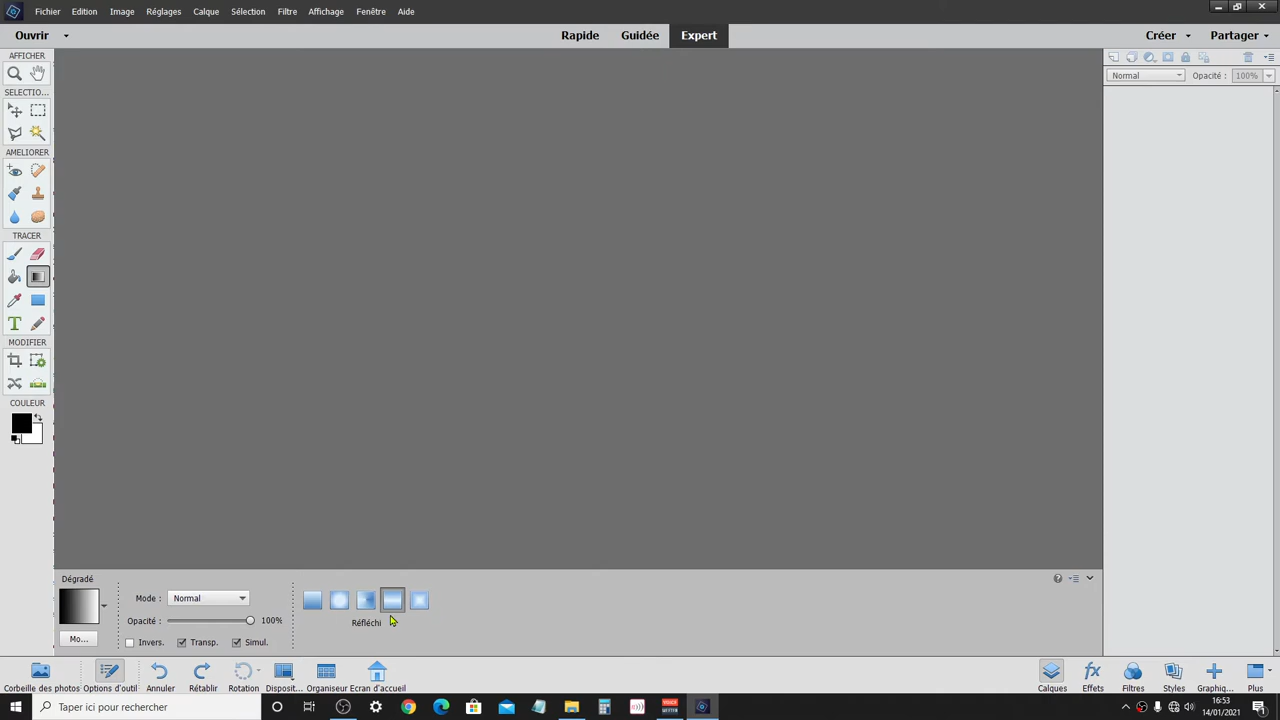 Fichier Edition Image Réglages Calque Sélection Filtre Affichage Fenêtre Aide
Ouvrir Rapide Guidée Expert Créer Partager
AFFICHER
Normal Opacité : 100%
SELECTIO...
AMELIORER
TRACER
T
MODIFIER
COULEUR
Dégradé
Mode : Normal
Opacité : 100%
Réfléchi
Mo... Invers. Transp. Simul.
Corbeille des photos Options d'outil Annuler Rétablir Rotation Disposit... Organiseur Ecran d'accueil Calques Effets Filtres Styles Graphiq... Plus
Taper ici pour rechercher
16:53
14/01/2021